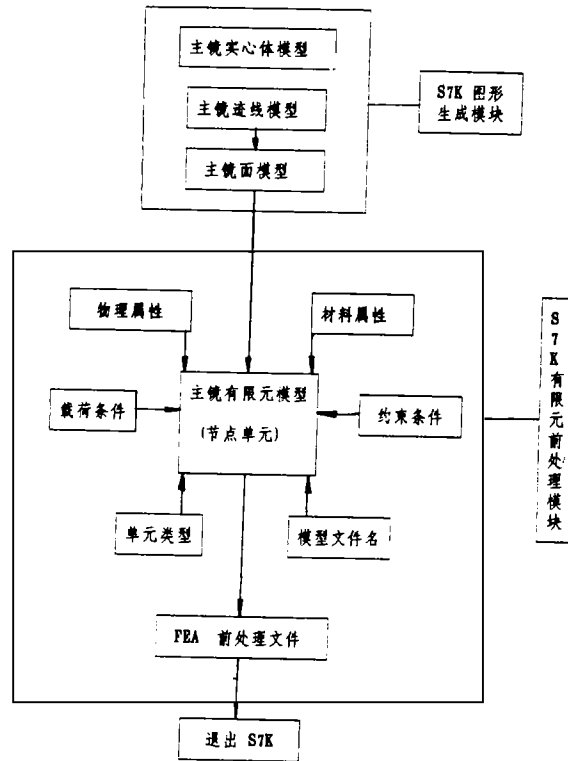 主镜实心体模型
主镜迹线模型
主镜面模型
S7K 图形
生成模块
物理属性
材料属性
载荷条件
主镜有限元模型
(节点单元)
约束条件
单元类型
模型文件名
FEA 前处理文件
退出 S7K
S7K有限元前处理模块